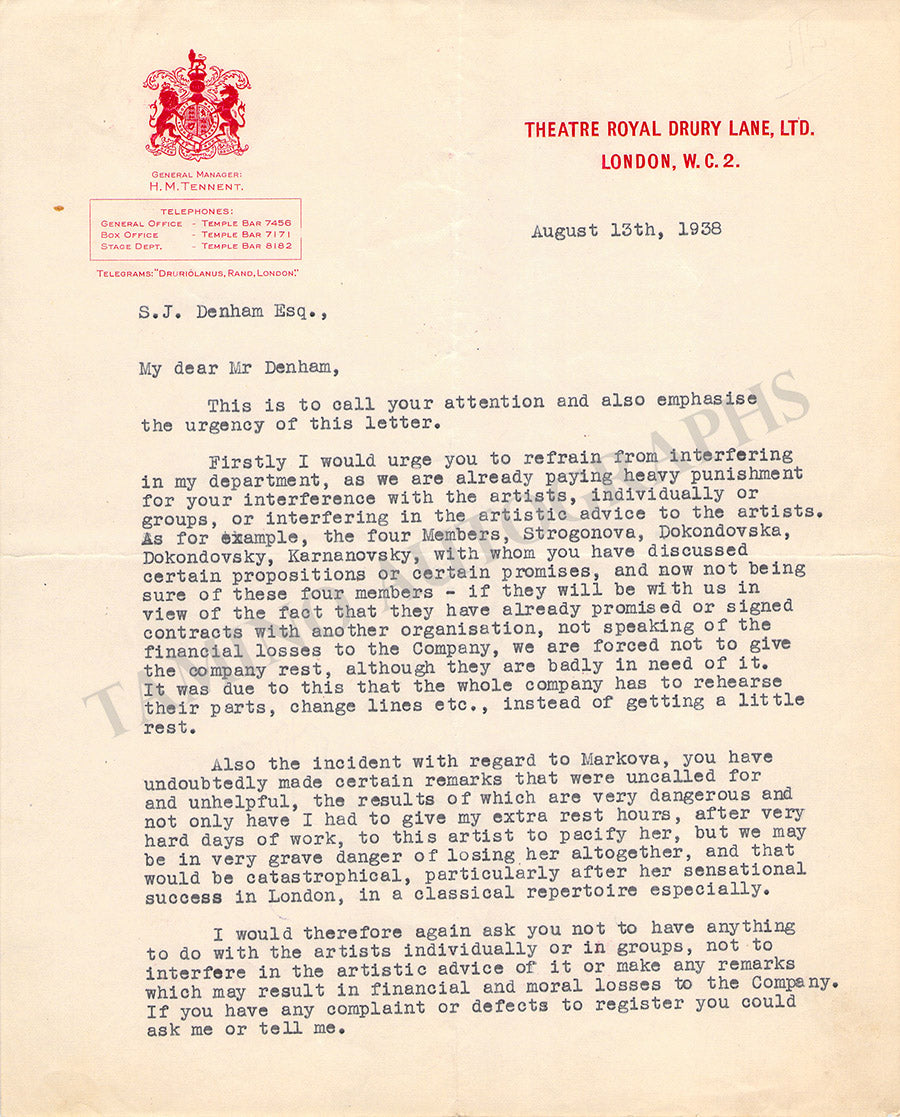 THEATRE ROYAL DRURY LANE, LTD.
LONDON, W.C.2.
GENERAL MANAGER:
H. M. TENNENT.
TELEPHONES:
GENERAL OFFICE - TEMPLE BAR 7456
BOX OFFICE - TEMPLE BAR 7171
STAGE DEPT. - TEMPLE BAR 8182
TELEGRAMS: "DRURIOLANUS, RAND, LONDON."
August 13th, 1938
S.J. Denham Esq.,
My dear Mr Denham,
This is to call your attention and also emphasise
the urgency of this letter.
Firstly I would urge you to refrain from interfering
in my department, as we are already paying heavy punishment
for your interference with the artists, individually or
groups, or interfering in the artistic advice to the artists.
As for example, the four Members, Strogonova, Dokondovska,
Dokondovsky, Karnanovsky, with whom you have discussed
certain propositions or certain promises, and now not being
sure of these four members - if they will be with us in
view of the fact that they have already promised or signed
contracts with another organisation, not speaking of the
financial losses to the Company, we are forced not to give
the company rest, although they are badly in need of it.
It was due to this that the whole company has to rehearse
their parts, change lines etc., instead of getting a little
rest.
Also the incident with regard to Markova, you have
undoubtedly made certain remarks that were uncalled for
and unhelpful, the results of which are very dangerous and
not only have I had to give my extra rest hours, after very
hard days of work, to this artist to pacify her, but we may
be in very grave danger of losing her altogether, and that
would be catastrophical, particularly after her sensational
success in London, in a classical repertoire especially.
I would therefore again ask you not to have anything
to do with the artists individually or in groups, not to
interfere in the artistic advice of it or make any remarks
which may result in financial and moral losses to the Company.
If you have any complaint or defects to register you could
ask me or tell me.
TAMINO AUTOGRAPHS